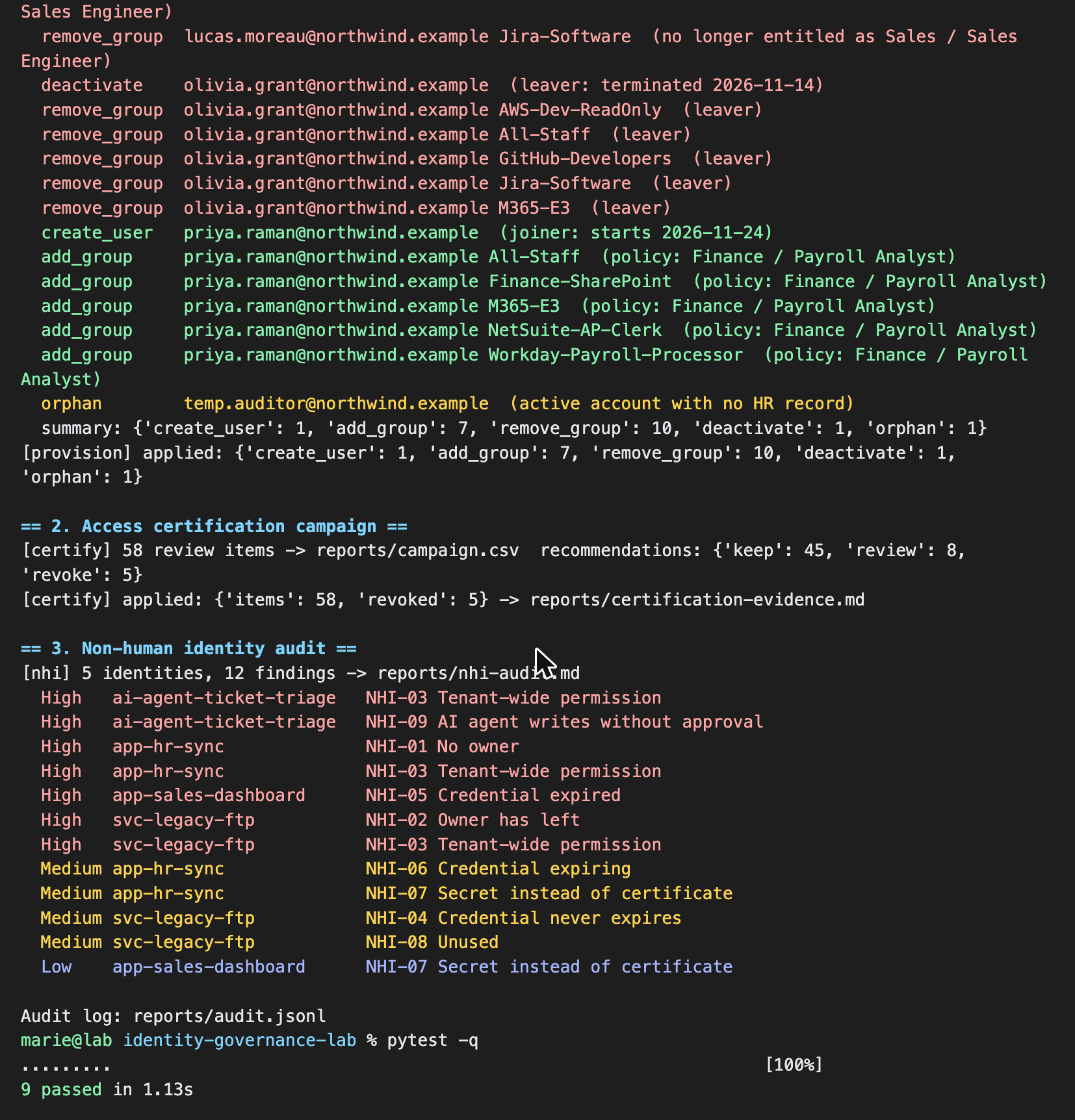 Sales Engineer)
remove_group  lucas.moreau@northwind.example Jira-Software  (no longer entitled as Sales / Sales
Engineer)
deactivate    olivia.grant@northwind.example  (leaver: terminated 2026-11-14)
remove_group  olivia.grant@northwind.example AWS-Dev-ReadOnly  (leaver)
remove_group  olivia.grant@northwind.example All-Staff  (leaver)
remove_group  olivia.grant@northwind.example GitHub-Developers  (leaver)
remove_group  olivia.grant@northwind.example Jira-Software  (leaver)
remove_group  olivia.grant@northwind.example M365-E3  (leaver)
create_user   priya.raman@northwind.example  (joiner: starts 2026-11-24)
add_group     priya.raman@northwind.example All-Staff  (policy: Finance / Payroll Analyst)
add_group     priya.raman@northwind.example Finance-SharePoint  (policy: Finance / Payroll Analyst)
add_group     priya.raman@northwind.example M365-E3  (policy: Finance / Payroll Analyst)
add_group     priya.raman@northwind.example NetSuite-AP-Clerk  (policy: Finance / Payroll Analyst)
add_group     priya.raman@northwind.example Workday-Payroll-Processor  (policy: Finance / Payroll
Analyst)
orphan        temp.auditor@northwind.example  (active account with no HR record)
summary: {'create_user': 1, 'add_group': 7, 'remove_group': 10, 'deactivate': 1, 'orphan': 1}
[provision] applied: {'create_user': 1, 'add_group': 7, 'remove_group': 10, 'deactivate': 1,
'orphan': 1}
== 2. Access certification campaign ==
[certify] 58 review items -> reports/campaign.csv  recommendations: {'keep': 45, 'review': 8,
'revoke': 5}
[certify] applied: {'items': 58, 'revoked': 5} -> reports/certification-evidence.md
== 3. Non-human identity audit ==
[nhi] 5 identities, 12 findings -> reports/nhi-audit.md
High   ai-agent-ticket-triage   NHI-03 Tenant-wide permission
High   ai-agent-ticket-triage   NHI-09 AI agent writes without approval
High   app-hr-sync              NHI-01 No owner
High   app-hr-sync              NHI-03 Tenant-wide permission
High   app-sales-dashboard      NHI-05 Credential expired
High   svc-legacy-ftp           NHI-02 Owner has left
High   svc-legacy-ftp           NHI-03 Tenant-wide permission
Medium app-hr-sync              NHI-06 Credential expiring
Medium app-hr-sync              NHI-07 Secret instead of certificate
Medium svc-legacy-ftp           NHI-04 Credential never expires
Medium svc-legacy-ftp           NHI-08 Unused
Low    app-sales-dashboard      NHI-07 Secret instead of certificate
Audit log: reports/audit.jsonl
marie@lab identity-governance-lab % pytest -q
......... [100%]
9 passed in 1.13s